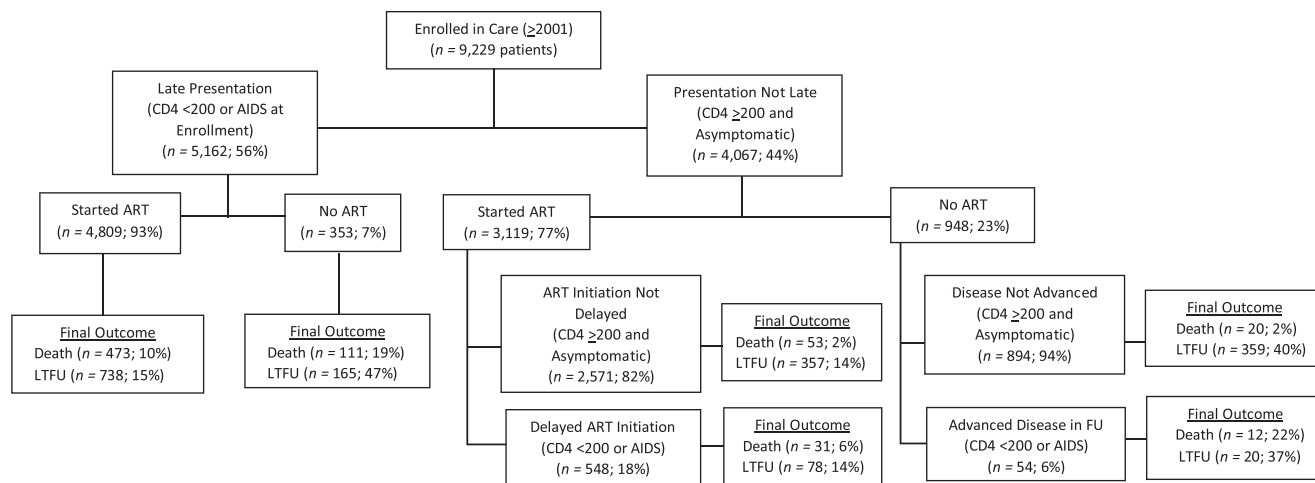 Enrolled in Care (≥2001)
(n = 9,229 patients)
Late Presentation
(CD4 <200 or AIDS at
Enrollment)
(n = 5,162; 56%)
Presentation Not Late
(CD4 ≥200 and
Asymptomatic)
(n = 4,067; 44%)
Started ART
(n = 4,809; 93%)
No ART
(n = 353; 7%)
Started ART
(n = 3,119; 77%)
No ART
(n = 948; 23%)
Final Outcome
Death (n = 473; 10%)
LTFU (n = 738; 15%)
Final Outcome
Death (n = 111; 19%)
LTFU (n = 165; 47%)
ART Initiation Not
Delayed
(CD4 ≥200 and
Asymptomatic)
(n = 2,571; 82%)
Final Outcome
Death (n = 53; 2%)
LTFU (n = 357; 14%)
Disease Not Advanced
(CD4 ≥200 and
Asymptomatic)
(n = 894; 94%)
Final Outcome
Death (n = 20; 2%)
LTFU (n = 359; 40%)
Delayed ART Initiation
(CD4 <200 or AIDS)
(n = 548; 18%)
Final Outcome
Death (n = 31; 6%)
LTFU (n = 78; 14%)
Advanced Disease in FU
(CD4 <200 or AIDS)
(n = 54; 6%)
Final Outcome
Death (n = 12; 22%)
LTFU (n = 20; 37%)